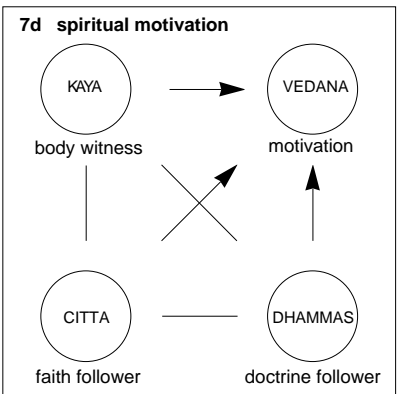 7d spiritual motivation
KAYA
VEDANA
body witness
motivation
CITTA
DHAMMAS
faith follower
doctrine follower